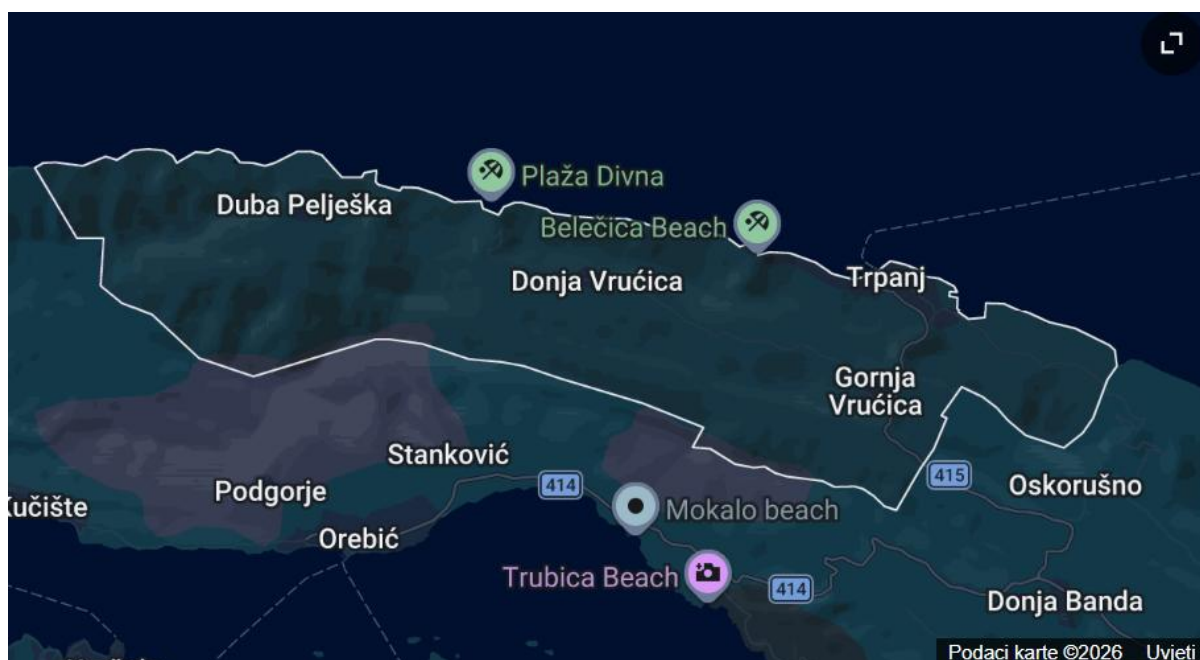 Plaža Divna
Duba Pelješka
Belečica Beach
Donja Vrućica
Trpanj
Gornja
Vrućica
Stanković
414
415
Podgorje
Oskorušno
Kučište
Mokalo beach
Orebić
Trubica Beach
414
Donja Banda
Podaci karte ©2026
Uvjeti